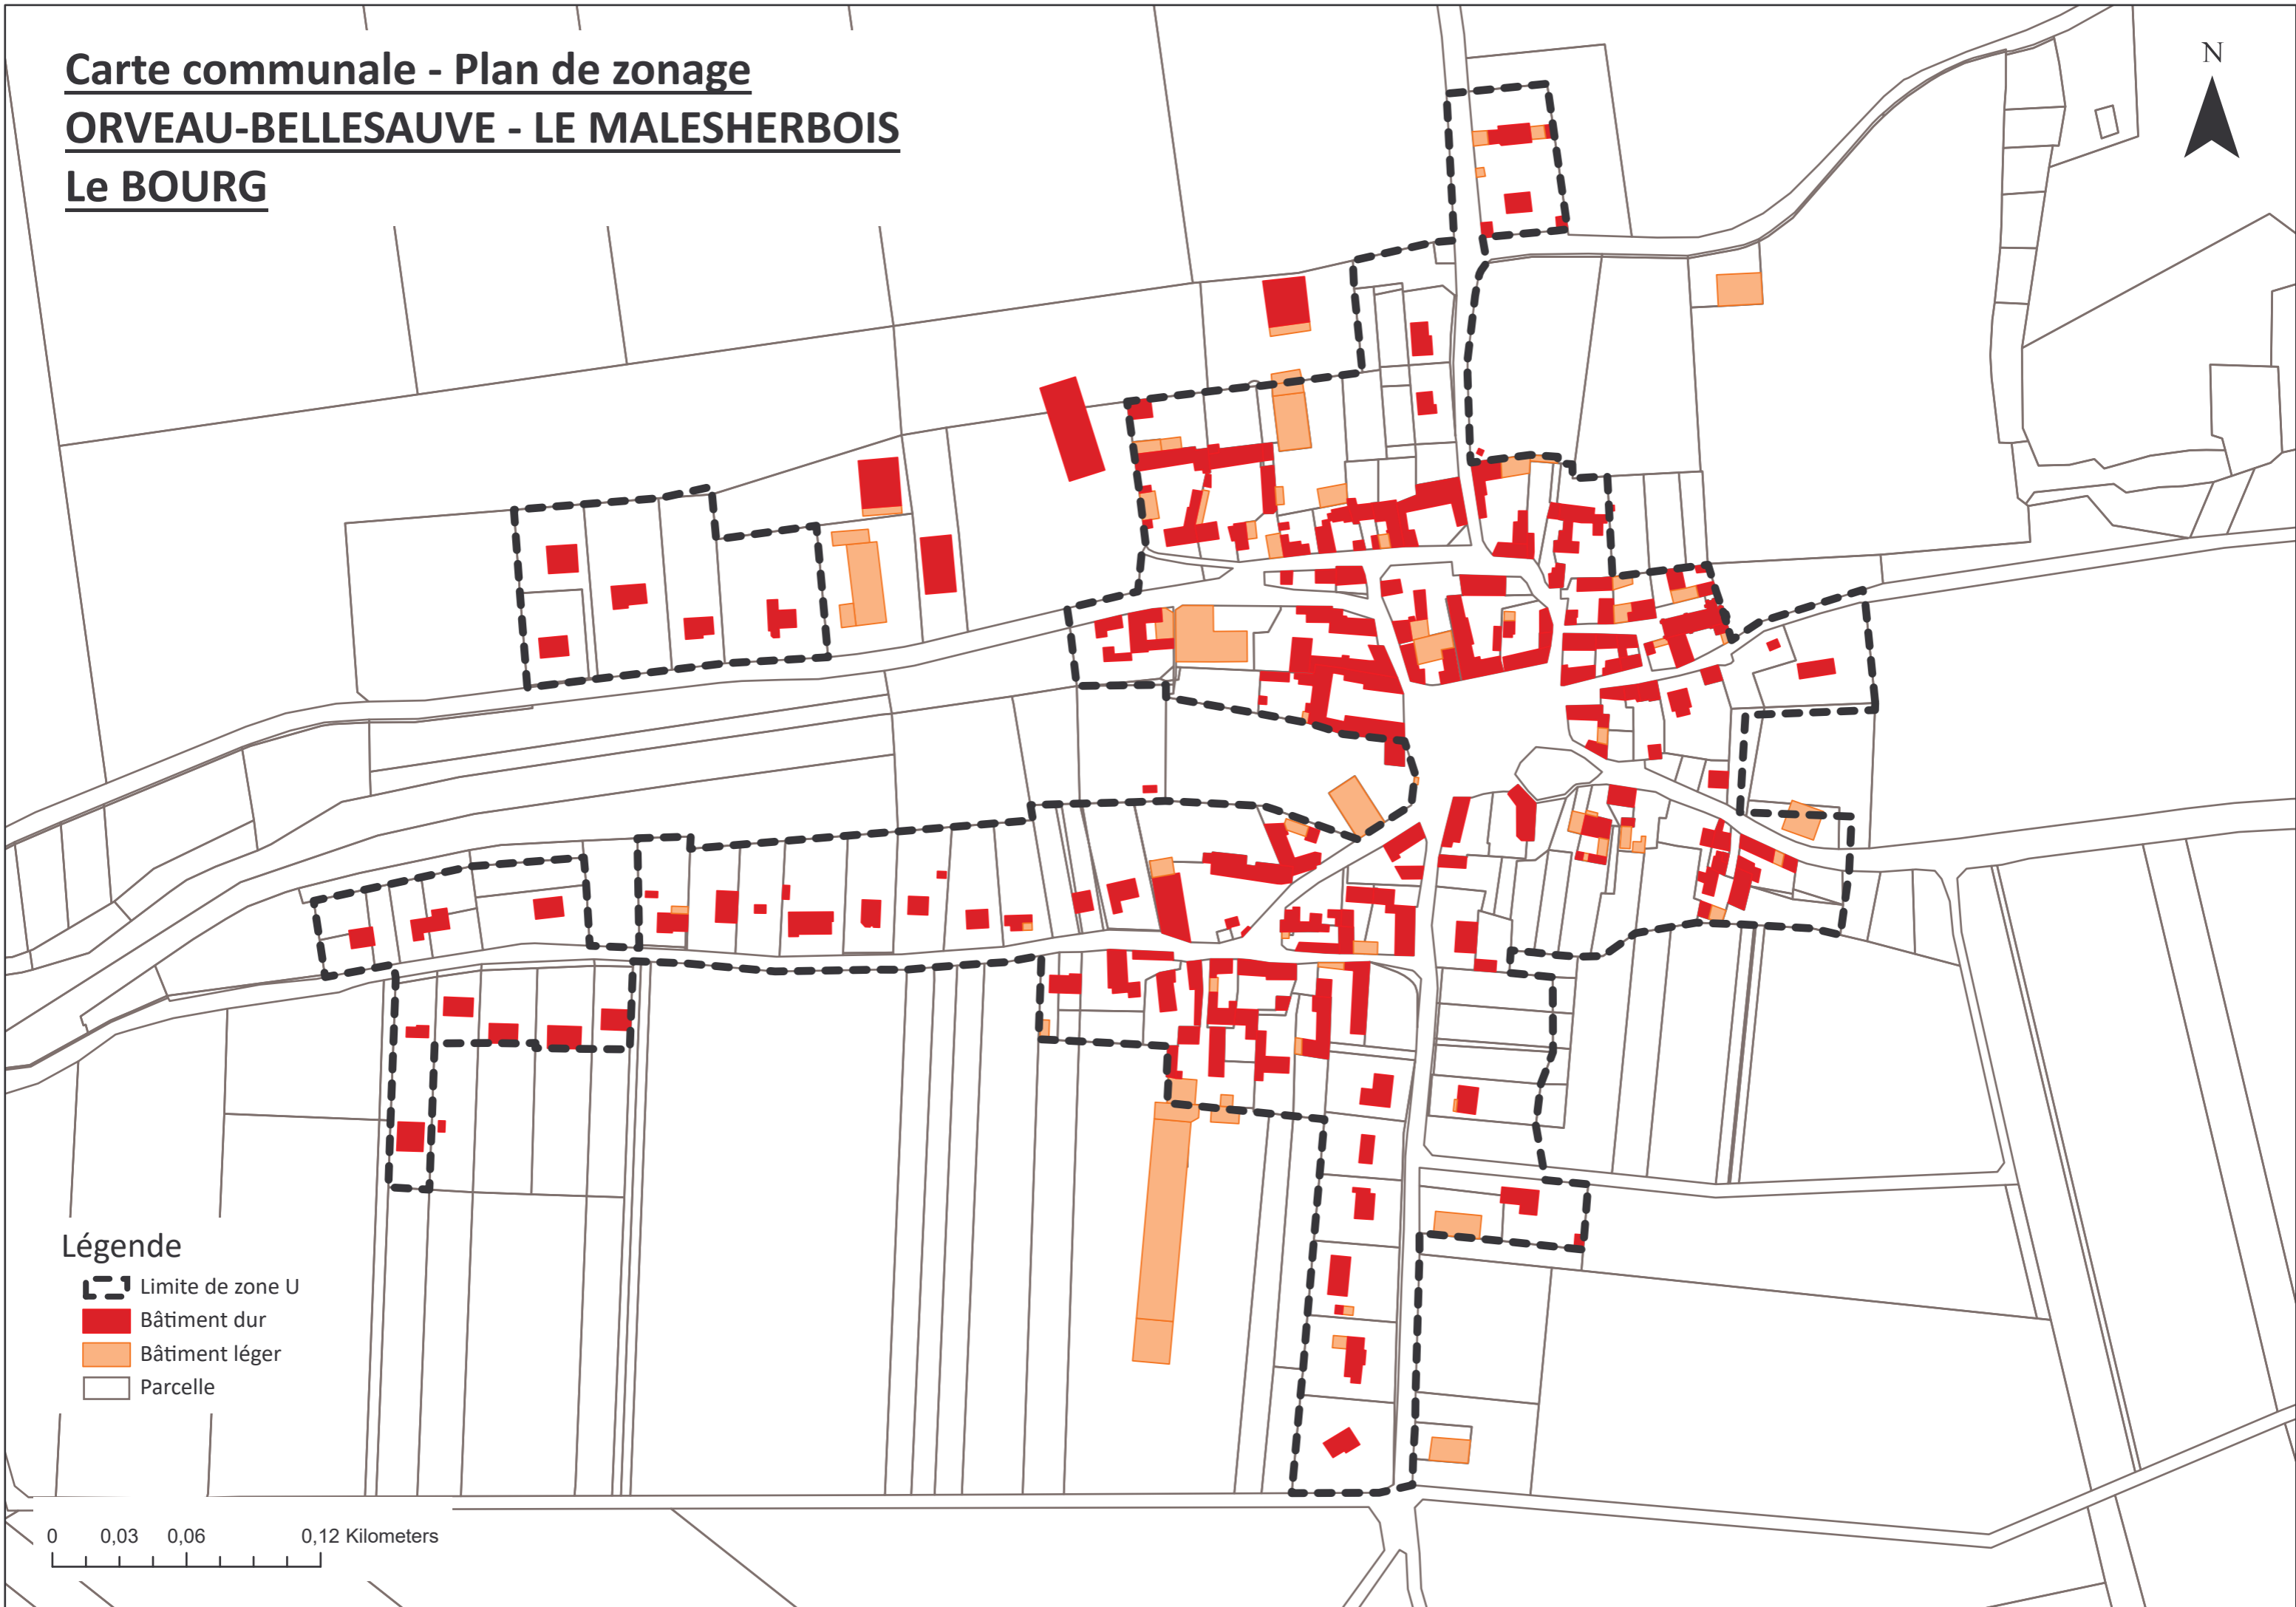 Carte communale - Plan de zonage
ORVEAU-BELLESAUVE - LE MALESHERBOIS
Le BOURG
N
Légende
Limite de zone U
Bâtiment dur
Bâtiment léger
Parcelle
0 0,03 0,06 0,12 Kilometers